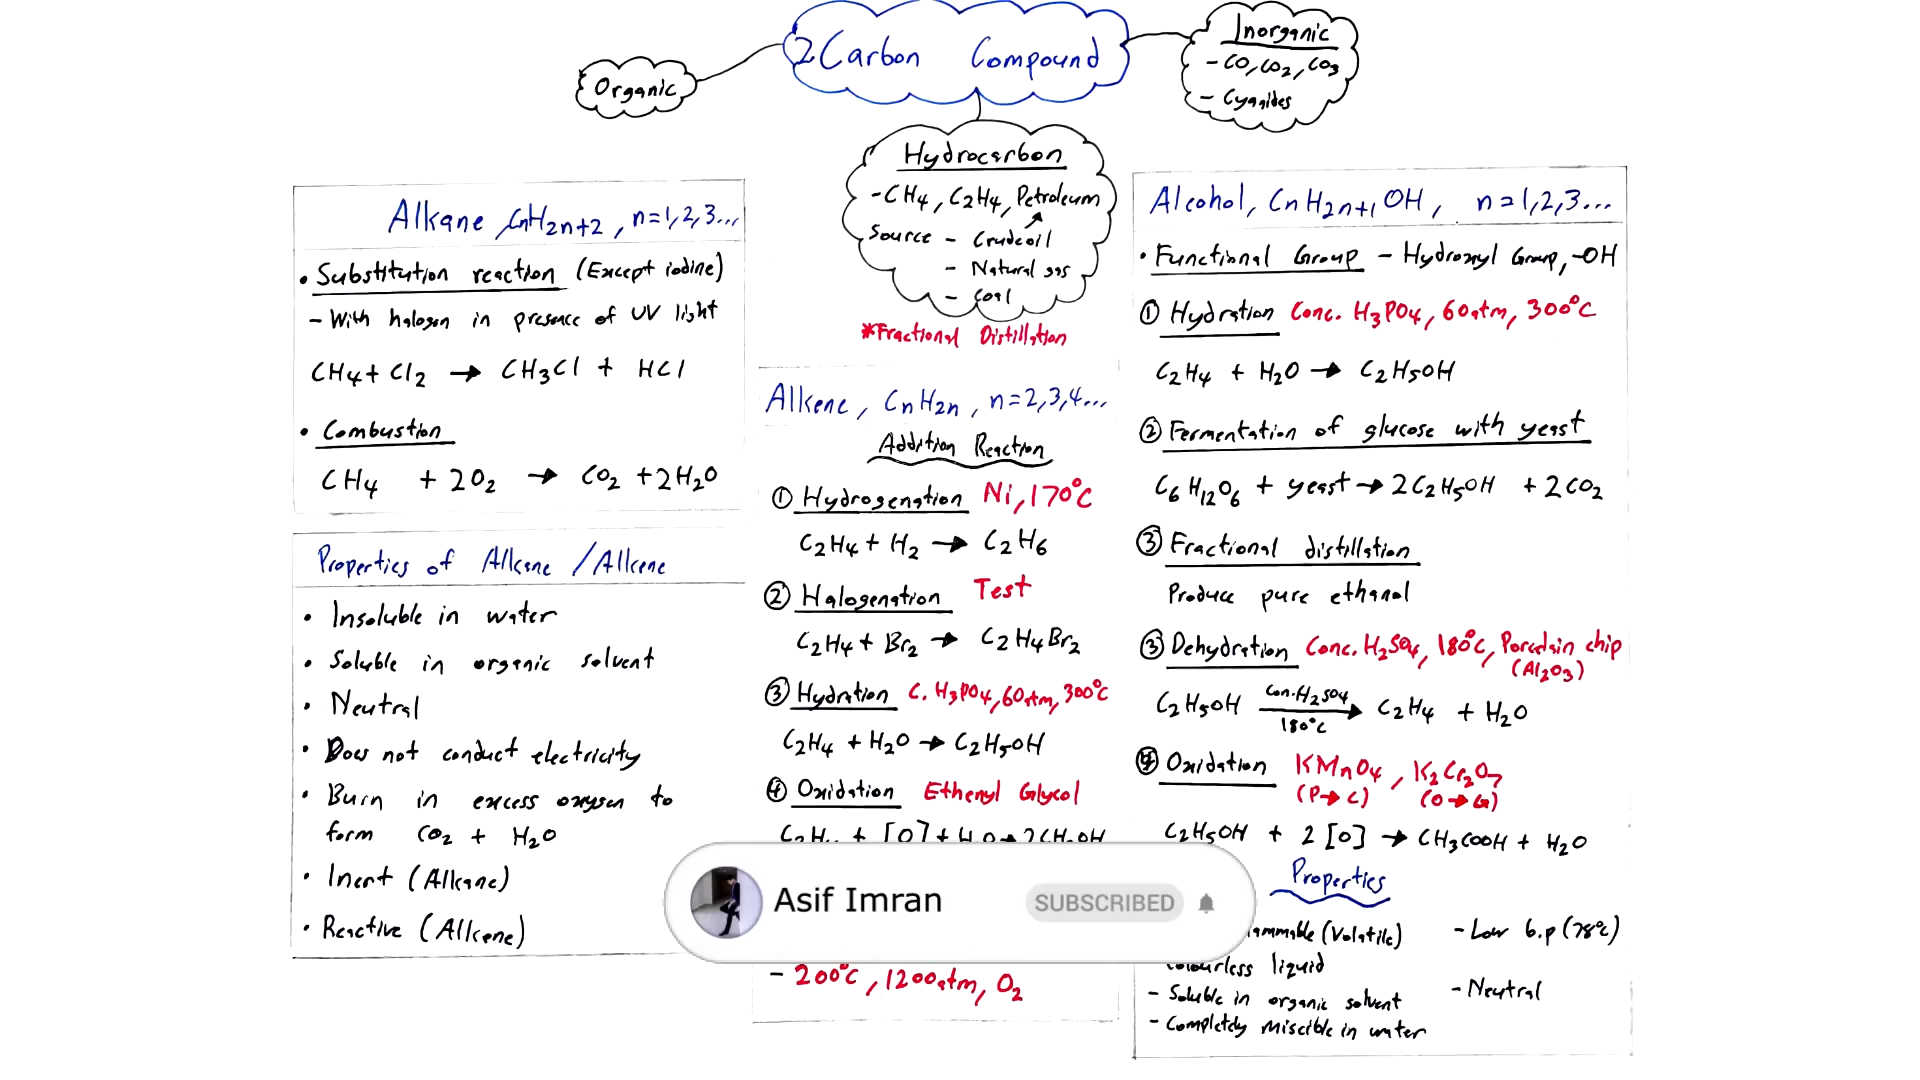 2 Carbon Compound
Organic
Inorganic
- CO, CO2, CO3
- Cyanides
Hydrocarbon
- CH4, C2H4, Petroleum
Source - Crude oil
- Natural gas
- Coal
*Fractional Distillation
Alkane, CnH2n+2, n=1,2,3...
• Substitution reaction (Except iodine)
- With halogen in presence of UV light
CH4 + Cl2 → CH3Cl + HCl
• Combustion
CH4 + 2O2 → CO2 + 2H2O
Properties of Alkane / Alkene
• Insoluble in water
• Soluble in organic solvent
• Neutral
• Does not conduct electricity
• Burn in excess oxygen to
form CO2 + H2O
• Inert (Alkane)
• Reactive (Alkene)
Alkene, CnH2n, n=2,3,4...
Addition Reaction
① Hydrogenation Ni, 170°C
C2H4 + H2 → C2H6
② Halogenation Test
C2H4 + Br2 → C2H4Br2
③ Hydration C. H3PO4, 60atm, 300°C
C2H4 + H2O → C2H5OH
④ Oxidation Ethenyl Glycol
+ [O] +
- 200°C, 1200atm, O2
Alcohol, CnH2n+1 OH, n=1,2,3...
• Functional Group - Hydroxyl Group, -OH
① Hydration Conc. H3PO4, 60atm, 300°C
C2H4 + H2O → C2H5OH
② Fermentation of glucose with yeast
C6H12O6 + yeast → 2C2H5OH + 2CO2
③ Fractional distillation
Produce pure ethanol
③ Dehydration Conc. H2SO4, 180°C, Porcelain chip
(Al2O3)
C2H5OH con. H2SO4 180°C → C2H4 + H2O
④ Oxidation KMnO4, K2Cr2O7
(P→C) (O→G)
C2H5OH + 2[O] → CH3COOH + H2O
Properties
(Volatile) - Low b.p (78°C)
liquid
- Soluble in organic solvent - Neutral
- Completely miscible in water
Asif Imran SUBSCRIBED